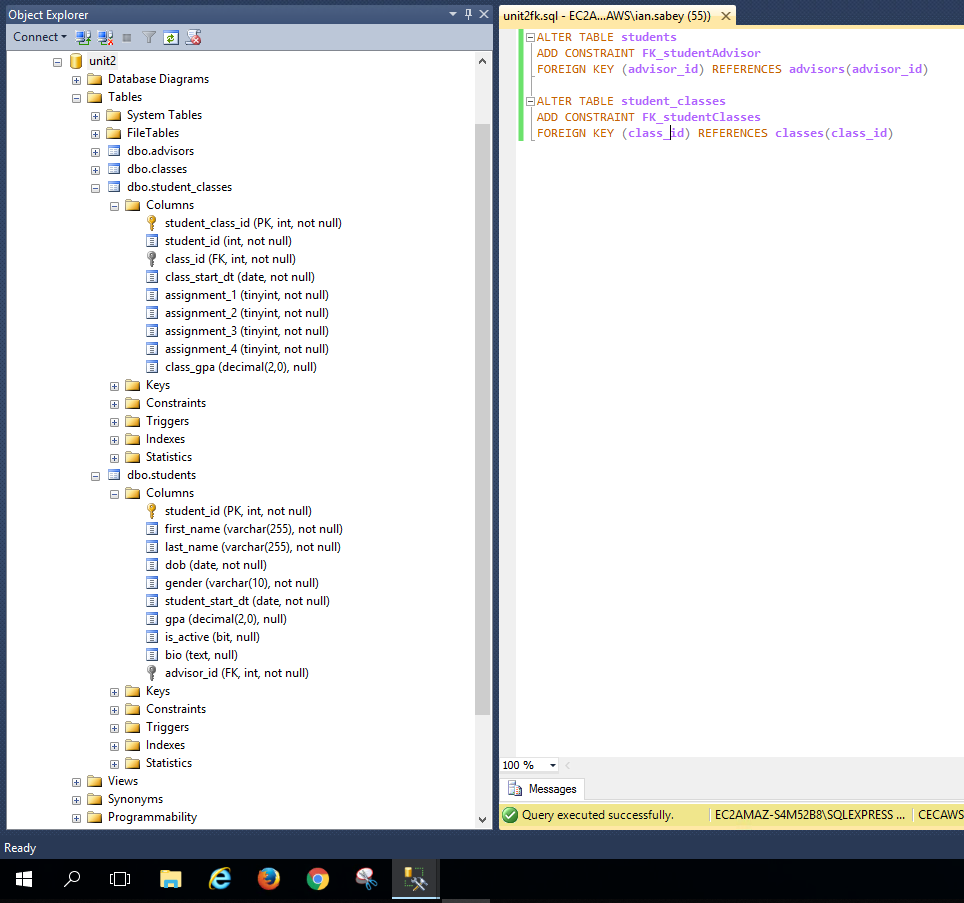 Object Explorer
Connect
unit2
Database Diagrams
Tables
System Tables
FileTables
dbo.advisors
dbo.classes
dbo.student_classes
Columns
student_class_id (PK, int, not null)
student_id (int, not null)
class_id (FK, int, not null)
class_start_dt (date, not null)
assignment_1 (tinyint, not null)
assignment_2 (tinyint, not null)
assignment_3 (tinyint, not null)
assignment_4 (tinyint, not null)
class_gpa (decimal(2,0), null)
Keys
Constraints
Triggers
Indexes
Statistics
dbo.students
Columns
student_id (PK, int, not null)
first_name (varchar(255), not null)
last_name (varchar(255), not null)
dob (date, not null)
gender (varchar(10), not null)
student_start_dt (date, not null)
gpa (decimal(2,0), null)
is_active (bit, null)
bio (text, null)
advisor_id (FK, int, not null)
Keys
Constraints
Triggers
Indexes
Statistics
Views
Synonyms
Programmability
unit2fk.sql - EC2A...AWS\ian.sabey (55))
ALTER TABLE students
ADD CONSTRAINT FK_studentAdvisor
FOREIGN KEY (advisor_id) REFERENCES advisors(advisor_id)
ALTER TABLE student_classes
ADD CONSTRAINT FK_studentClasses
FOREIGN KEY (class_id) REFERENCES classes(class_id)
100 %
Messages
Query executed successfully.
EC2AMAZ-S4M52B8\SQLEXPRESS ...
CECAWS
Ready